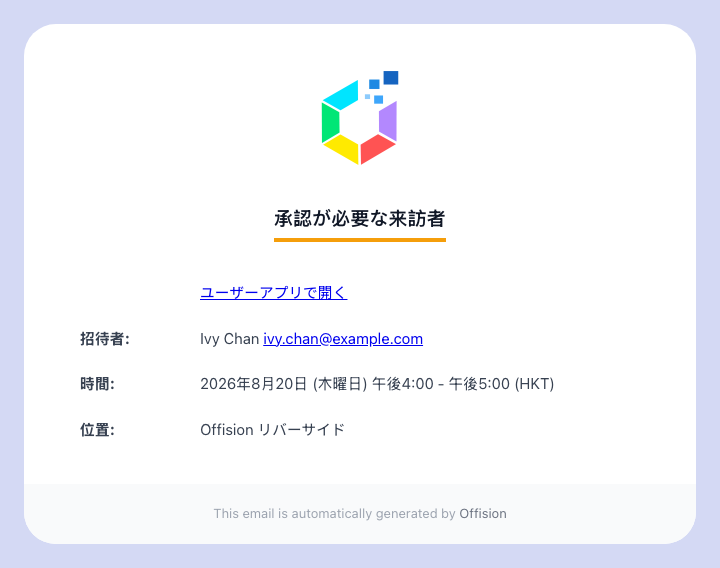 承認が必要な来訪者
ユーザーアプリで開く
招待者: Ivy Chan ivy.chan@example.com
時間: 2026年8月20日 (木曜日) 午後4:00 - 午後5:00 (HKT)
位置: Offision リバーサイド
This email is automatically generated by Offision